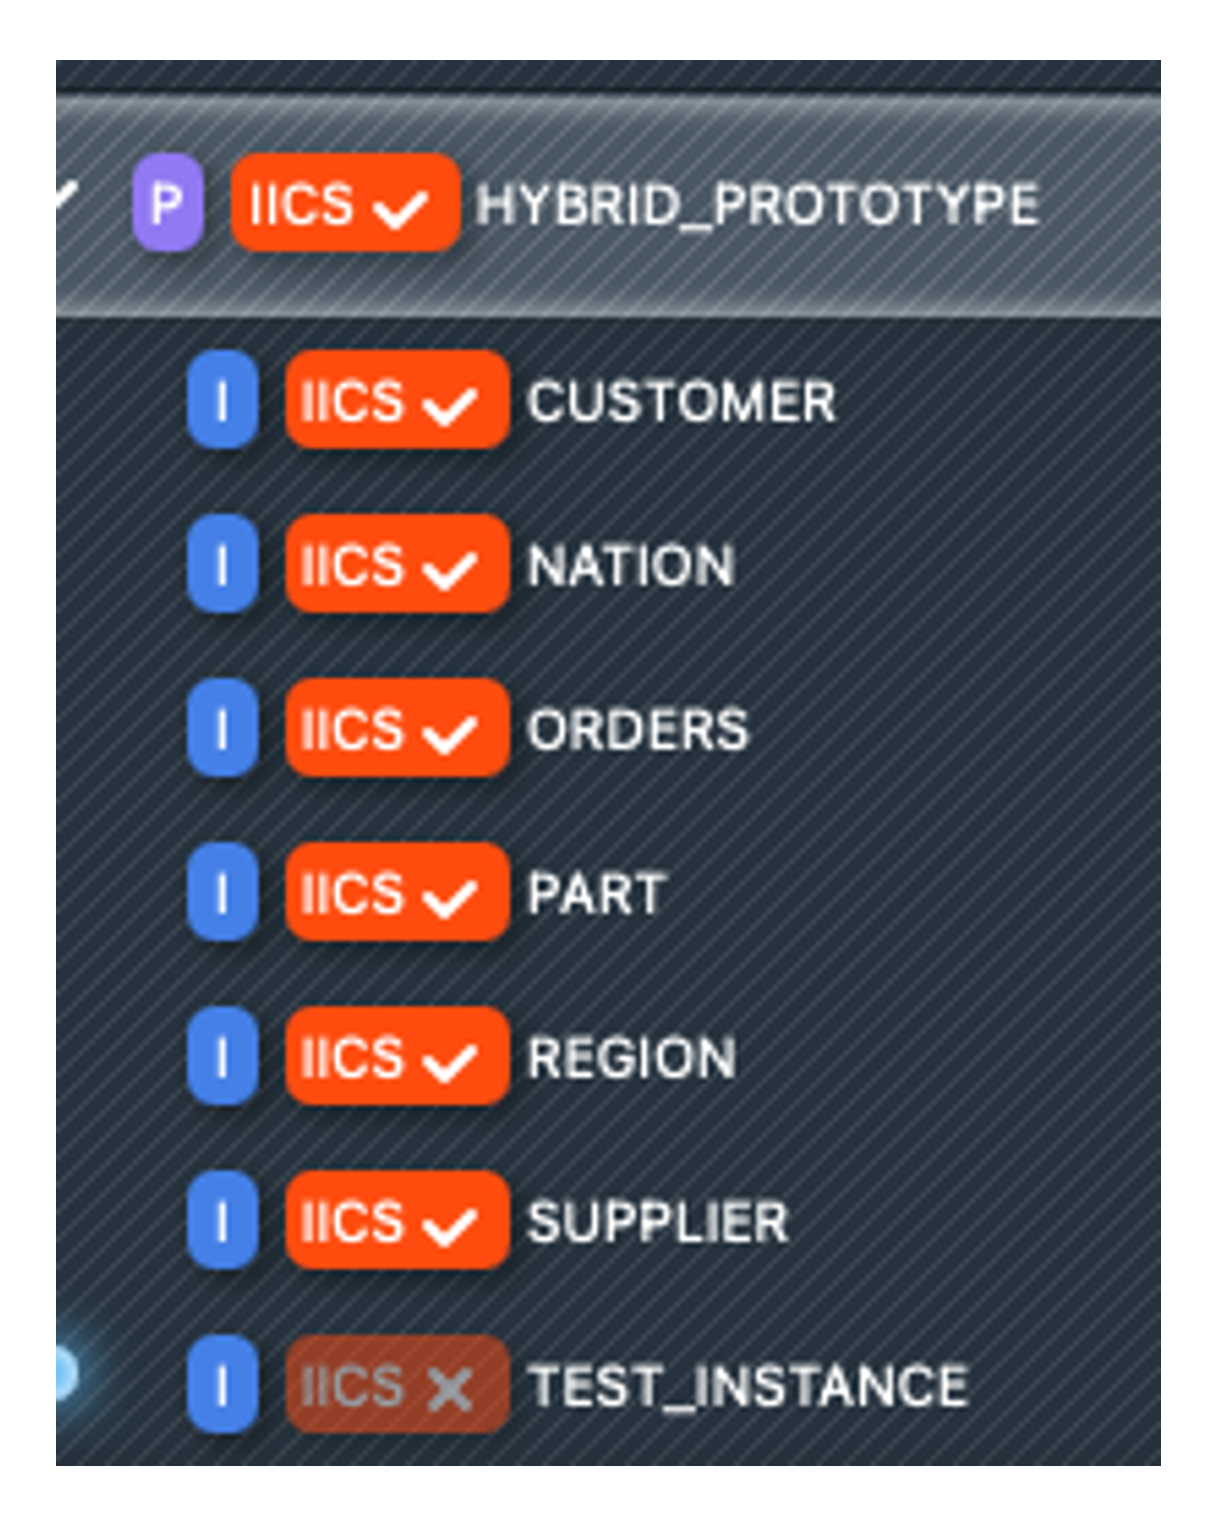 P IICS ✓ HYBRID_PROTOTYPE
I IICS ✓ CUSTOMER
I IICS ✓ NATION
I IICS ✓ ORDERS
I IICS ✓ PART
I IICS ✓ REGION
I IICS ✓ SUPPLIER
I IICS ✗ TEST_INSTANCE